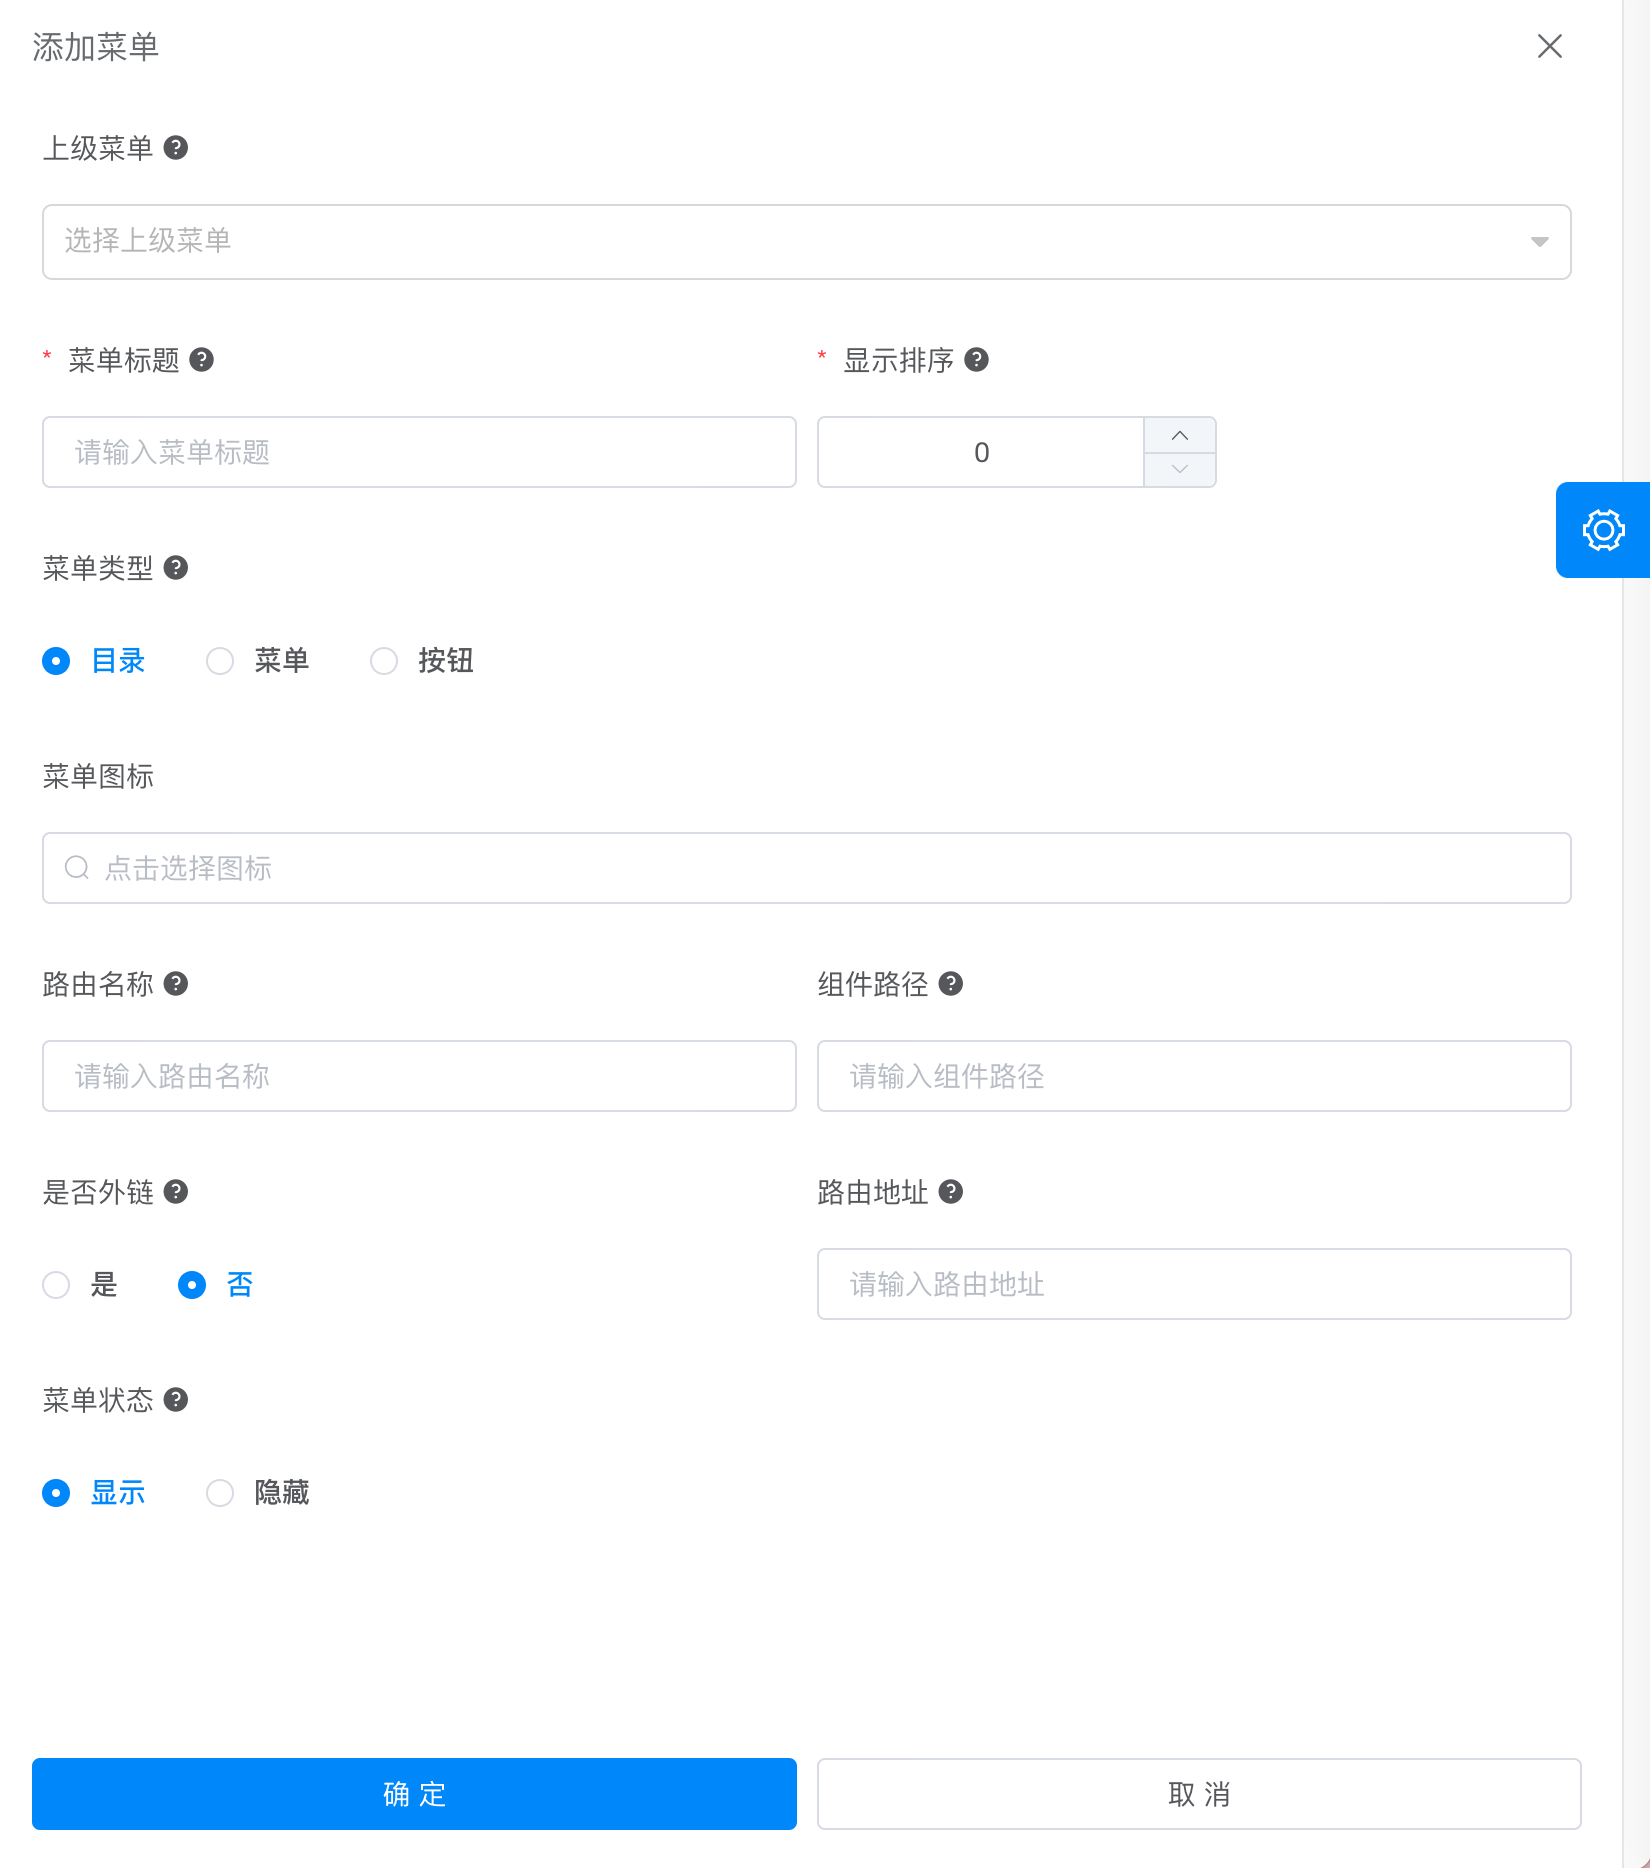 添加菜单
上级菜单
选择上级菜单
* 菜单标题
* 显示排序
请输入菜单标题
0
菜单类型
目录 菜单 按钮
菜单图标
点击选择图标
路由名称
组件路径
请输入路由名称
请输入组件路径
是否外链
路由地址
是 否
请输入路由地址
菜单状态
显示 隐藏
确 定
取 消